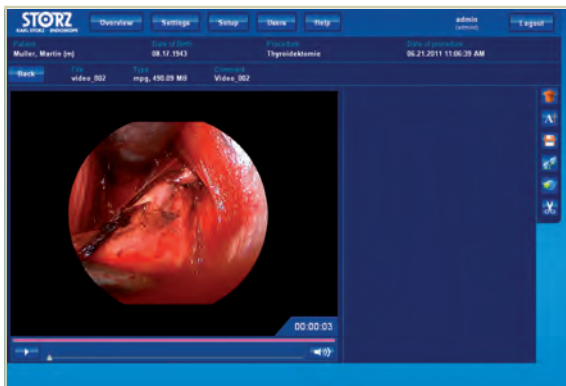 STORZ
KARL STORZ - ENDOSKOPE
Overview Settings Setup Users Help
admin
(admins)
Logout
Patient Date of Birth Procedure Date of procedure
Muller, Martin (m) 08.17.1943 Thyroidektomie 06.21.2011 11:06:39 AM
Back
File Type Comment
video_002 mpg, 490.09 MB Video_002
A
00:00:03